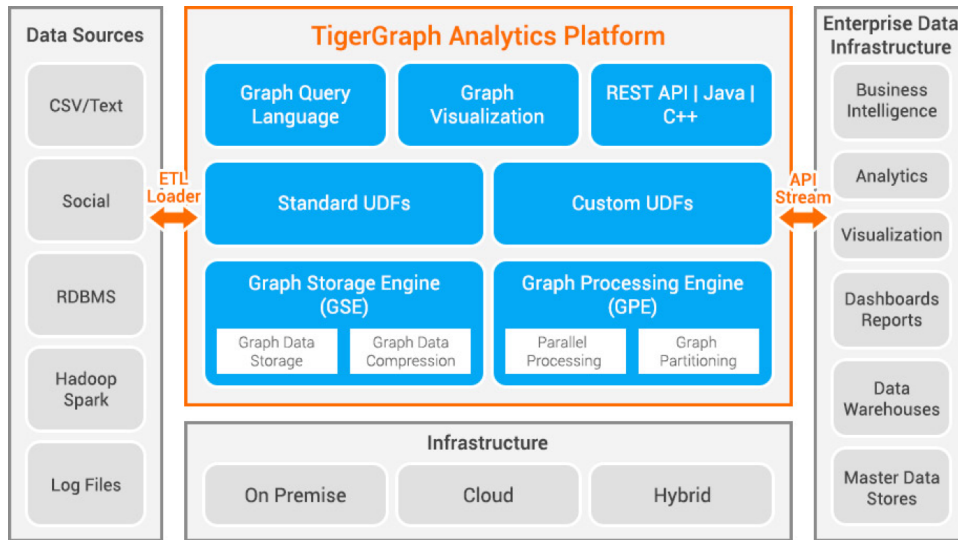 Data Sources
CSV/Text
Social
RDBMS
Hadoop
Spark
Log Files
ETL
Loader
TigerGraph Analytics Platform
Graph Query
Language
Graph
Visualization
REST API | Java |
C++
Standard UDFs
Custom UDFs
Graph Storage Engine
(GSE)
Graph Data
Storage
Graph Data
Compression
Graph Processing Engine
(GPE)
Parallel
Processing
Graph
Partitioning
Infrastructure
On Premise
Cloud
Hybrid
API
Stream
Enterprise Data
Infrastructure
Business
Intelligence
Analytics
Visualization
Dashboards
Reports
Data
Warehouses
Master Data
Stores